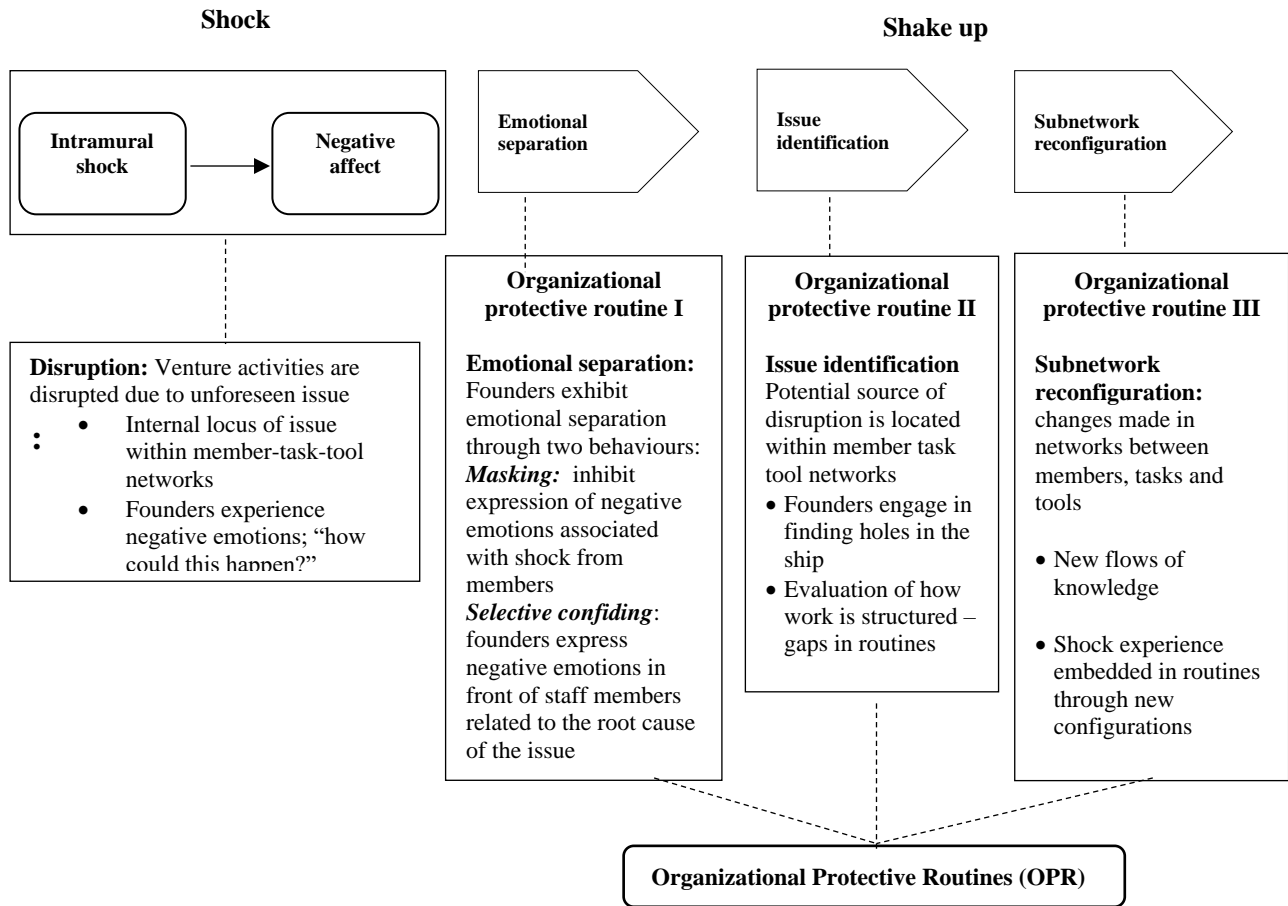 Shock
Shake up
Intramural
shock
Negative
affect
Emotional
separation
Issue
identification
Subnetwork
reconfiguration
Disruption: Venture activities are
disrupted due to unforeseen issue
:
• Internal locus of issue
within member-task-tool
networks
• Founders experience
negative emotions; “how
could this happen?”
Organizational
protective routine I
Emotional separation:
Founders exhibit
emotional separation
through two behaviours:
Masking: inhibit
expression of negative
emotions associated
with shock from
members
Selective confiding:
founders express
negative emotions in
front of staff members
related to the root cause
of the issue
Organizational
protective routine II
Issue identification
Potential source of
disruption is located
within member task
tool networks
• Founders engage in
finding holes in the
ship
• Evaluation of how
work is structured –
gaps in routines
Organizational
protective routine III
Subnetwork
reconfiguration:
changes made in
networks between
members, tasks and
tools
• New flows of
knowledge
• Shock experience
embedded in routines
through new
configurations
Organizational Protective Routines (OPR)